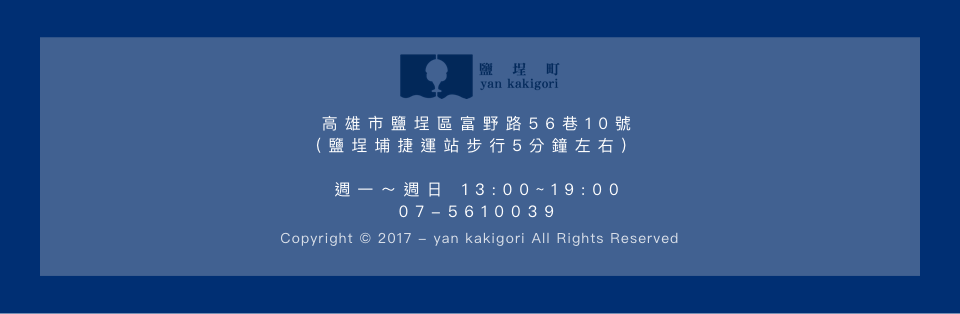 鹽埕町
yan kakigori
高雄市鹽埕區富野路56巷10號
(鹽埕埔捷運站步行5分鐘左右)
週一～週日 13:00~19:00
07-5610039
Copyright © 2017 - yan kakigori All Rights Reserved